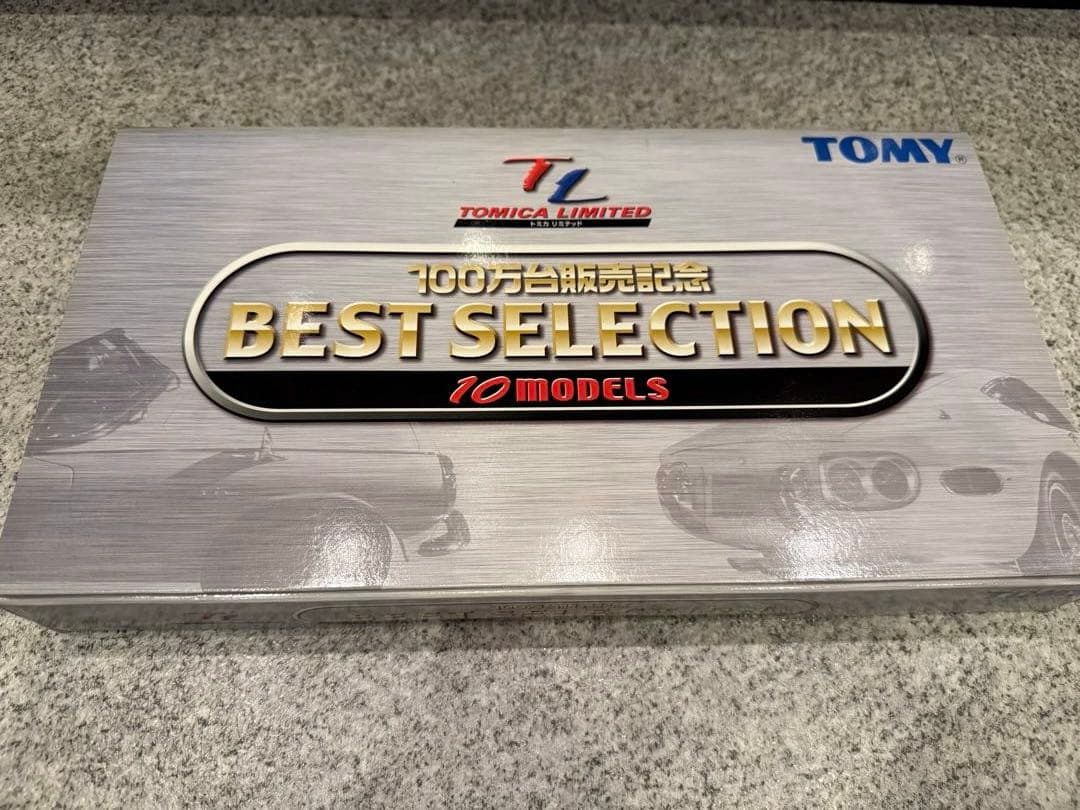 TOMY®
TL
TOMICA LIMITED
トミカ リミテッド
100万台販売記念
BEST SELECTION
10 MODELS